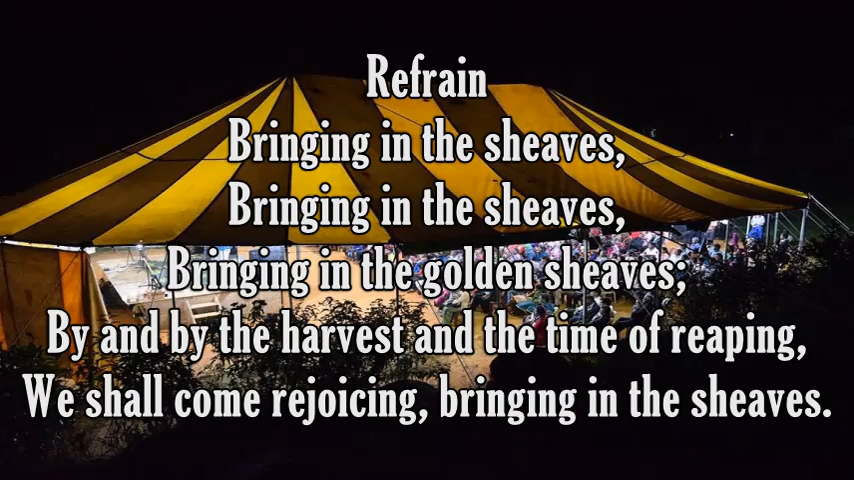 Refrain
Bringing in the sheaves,
Bringing in the sheaves,
Bringing in the golden sheaves;
By and by the harvest and the time of reaping,
We shall come rejoicing, bringing in the sheaves.